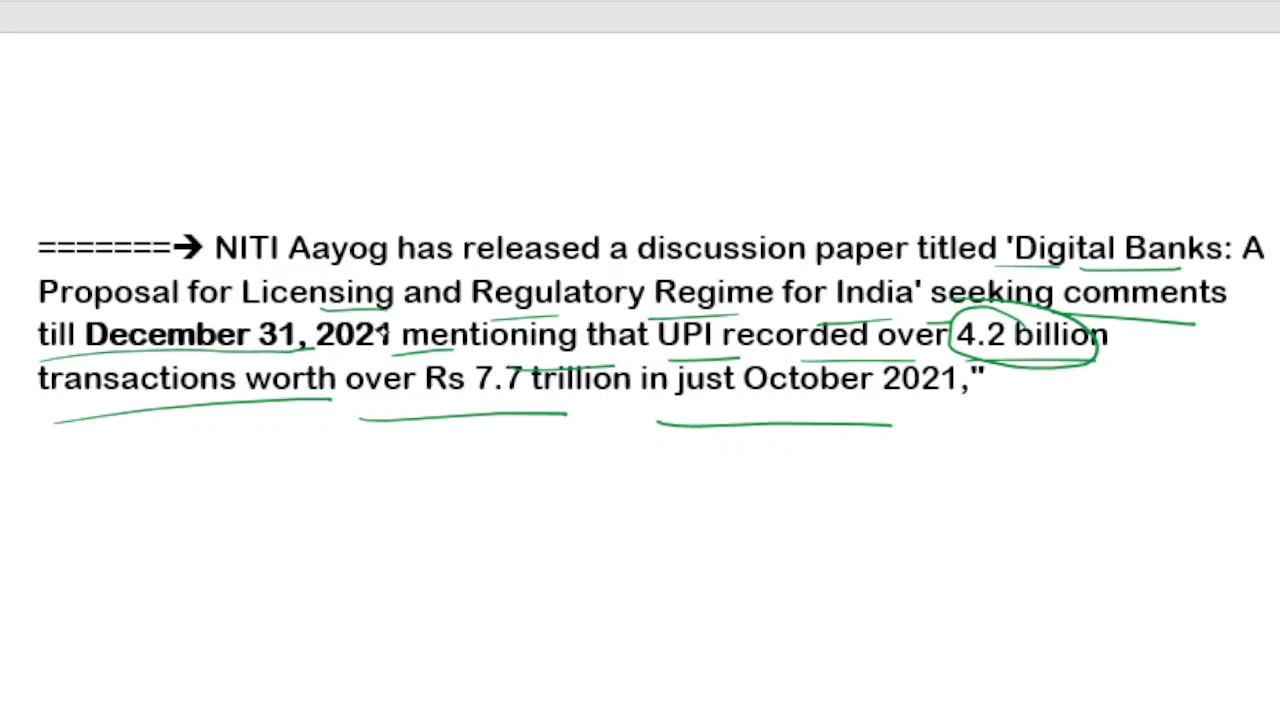 =======➔ NITI Aayog has released a discussion paper titled 'Digital Banks: A
Proposal for Licensing and Regulatory Regime for India' seeking comments
till December 31, 2021 mentioning that UPI recorded over 4.2 billion
transactions worth over Rs 7.7 trillion in just October 2021,"